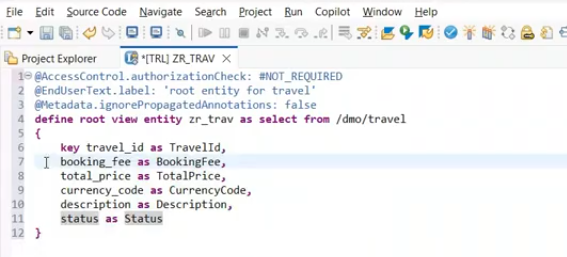 File Edit Source Code Navigate Search Project Run Copilot Window Help
Project Explorer *[TRL] ZR_TRAV
1 @AccessControl.authorizationCheck: #NOT_REQUIRED
2 @EndUserText.label: 'root entity for travel'
3 @Metadata.ignorePropagatedAnnotations: false
4 define root view entity zr_trav as select from /dmo/travel
5 {
6 key travel_id as TravelId,
7 booking_fee as BookingFee,
8 total_price as TotalPrice,
9 currency_code as CurrencyCode,
10 description as Description,
11 status as Status
12 }